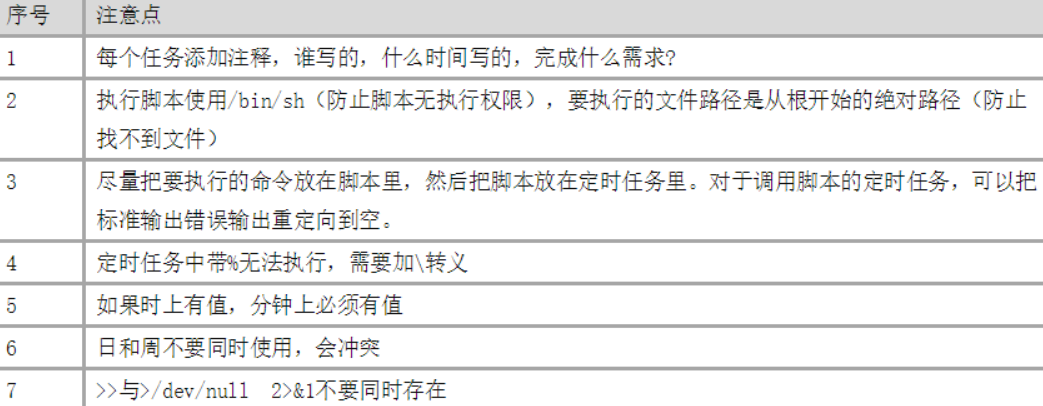 序号 注意点
1 每个任务添加注释，谁写的，什么时间写的，完成什么需求?
2 执行脚本使用/bin/sh（防止脚本无执行权限），要执行的文件路径是从根开始的绝对路径（防止
找不到文件）
3 尽量把要执行的命令放在脚本里，然后把脚本放在定时任务里。对于调用脚本的定时任务，可以把
标准输出错误输出重定向到空。
4 定时任务中带%无法执行，需要加\转义
5 如果时上有值，分钟上必须有值
6 日和周不要同时使用，会冲突
7 >>与>/dev/null 2>&1不要同时存在